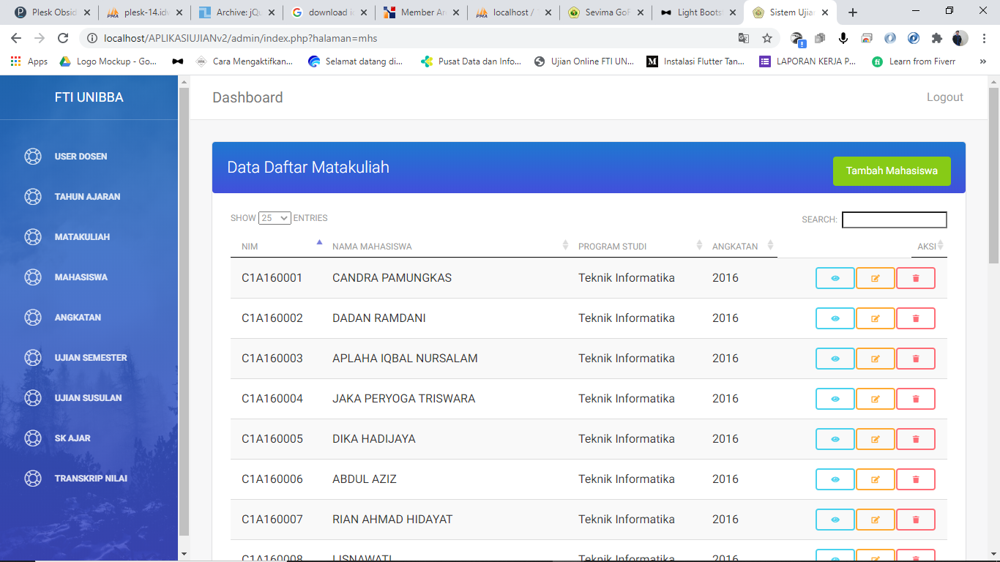 Plesk Obsid
plesk-14.idv
Archive: jQu
download ic
Member Are
localhost /
Sevima GoF
Light Bootst
Sistem Ujian
localhost/APLIKASIUJIANv2/admin/index.php?halaman=mhs
Apps
Logo Mockup - Go...
Cara Mengaktifkan...
Selamat datang di...
Pusat Data dan Info...
Ujian Online FTI UN...
Instalasi Flutter Tan...
LAPORAN KERJA P...
Learn from Fiverr
FTI UNIBBA
Dashboard
Logout
USER DOSEN
TAHUN AJARAN
MATAKULIAH
MAHASISWA
ANGKATAN
UJIAN SEMESTER
UJIAN SUSULAN
SK AJAR
TRANSKRIP NILAI
Data Daftar Matakuliah
Tambah Mahasiswa
SHOW 25 ENTRIES
SEARCH:
NIM NAMA MAHASISWA PROGRAM STUDI ANGKATAN AKSI
C1A160001 CANDRA PAMUNGKAS Teknik Informatika 2016
C1A160002 DADAN RAMDANI Teknik Informatika 2016
C1A160003 APLAHA IQBAL NURSALAM Teknik Informatika 2016
C1A160004 JAKA PERYOGA TRISWARA Teknik Informatika 2016
C1A160005 DIKA HADIJAYA Teknik Informatika 2016
C1A160006 ABDUL AZIZ Teknik Informatika 2016
C1A160007 RIAN AHMAD HIDAYAT Teknik Informatika 2016
C1A160008 LISNAWATI Teknik Informatika 2016